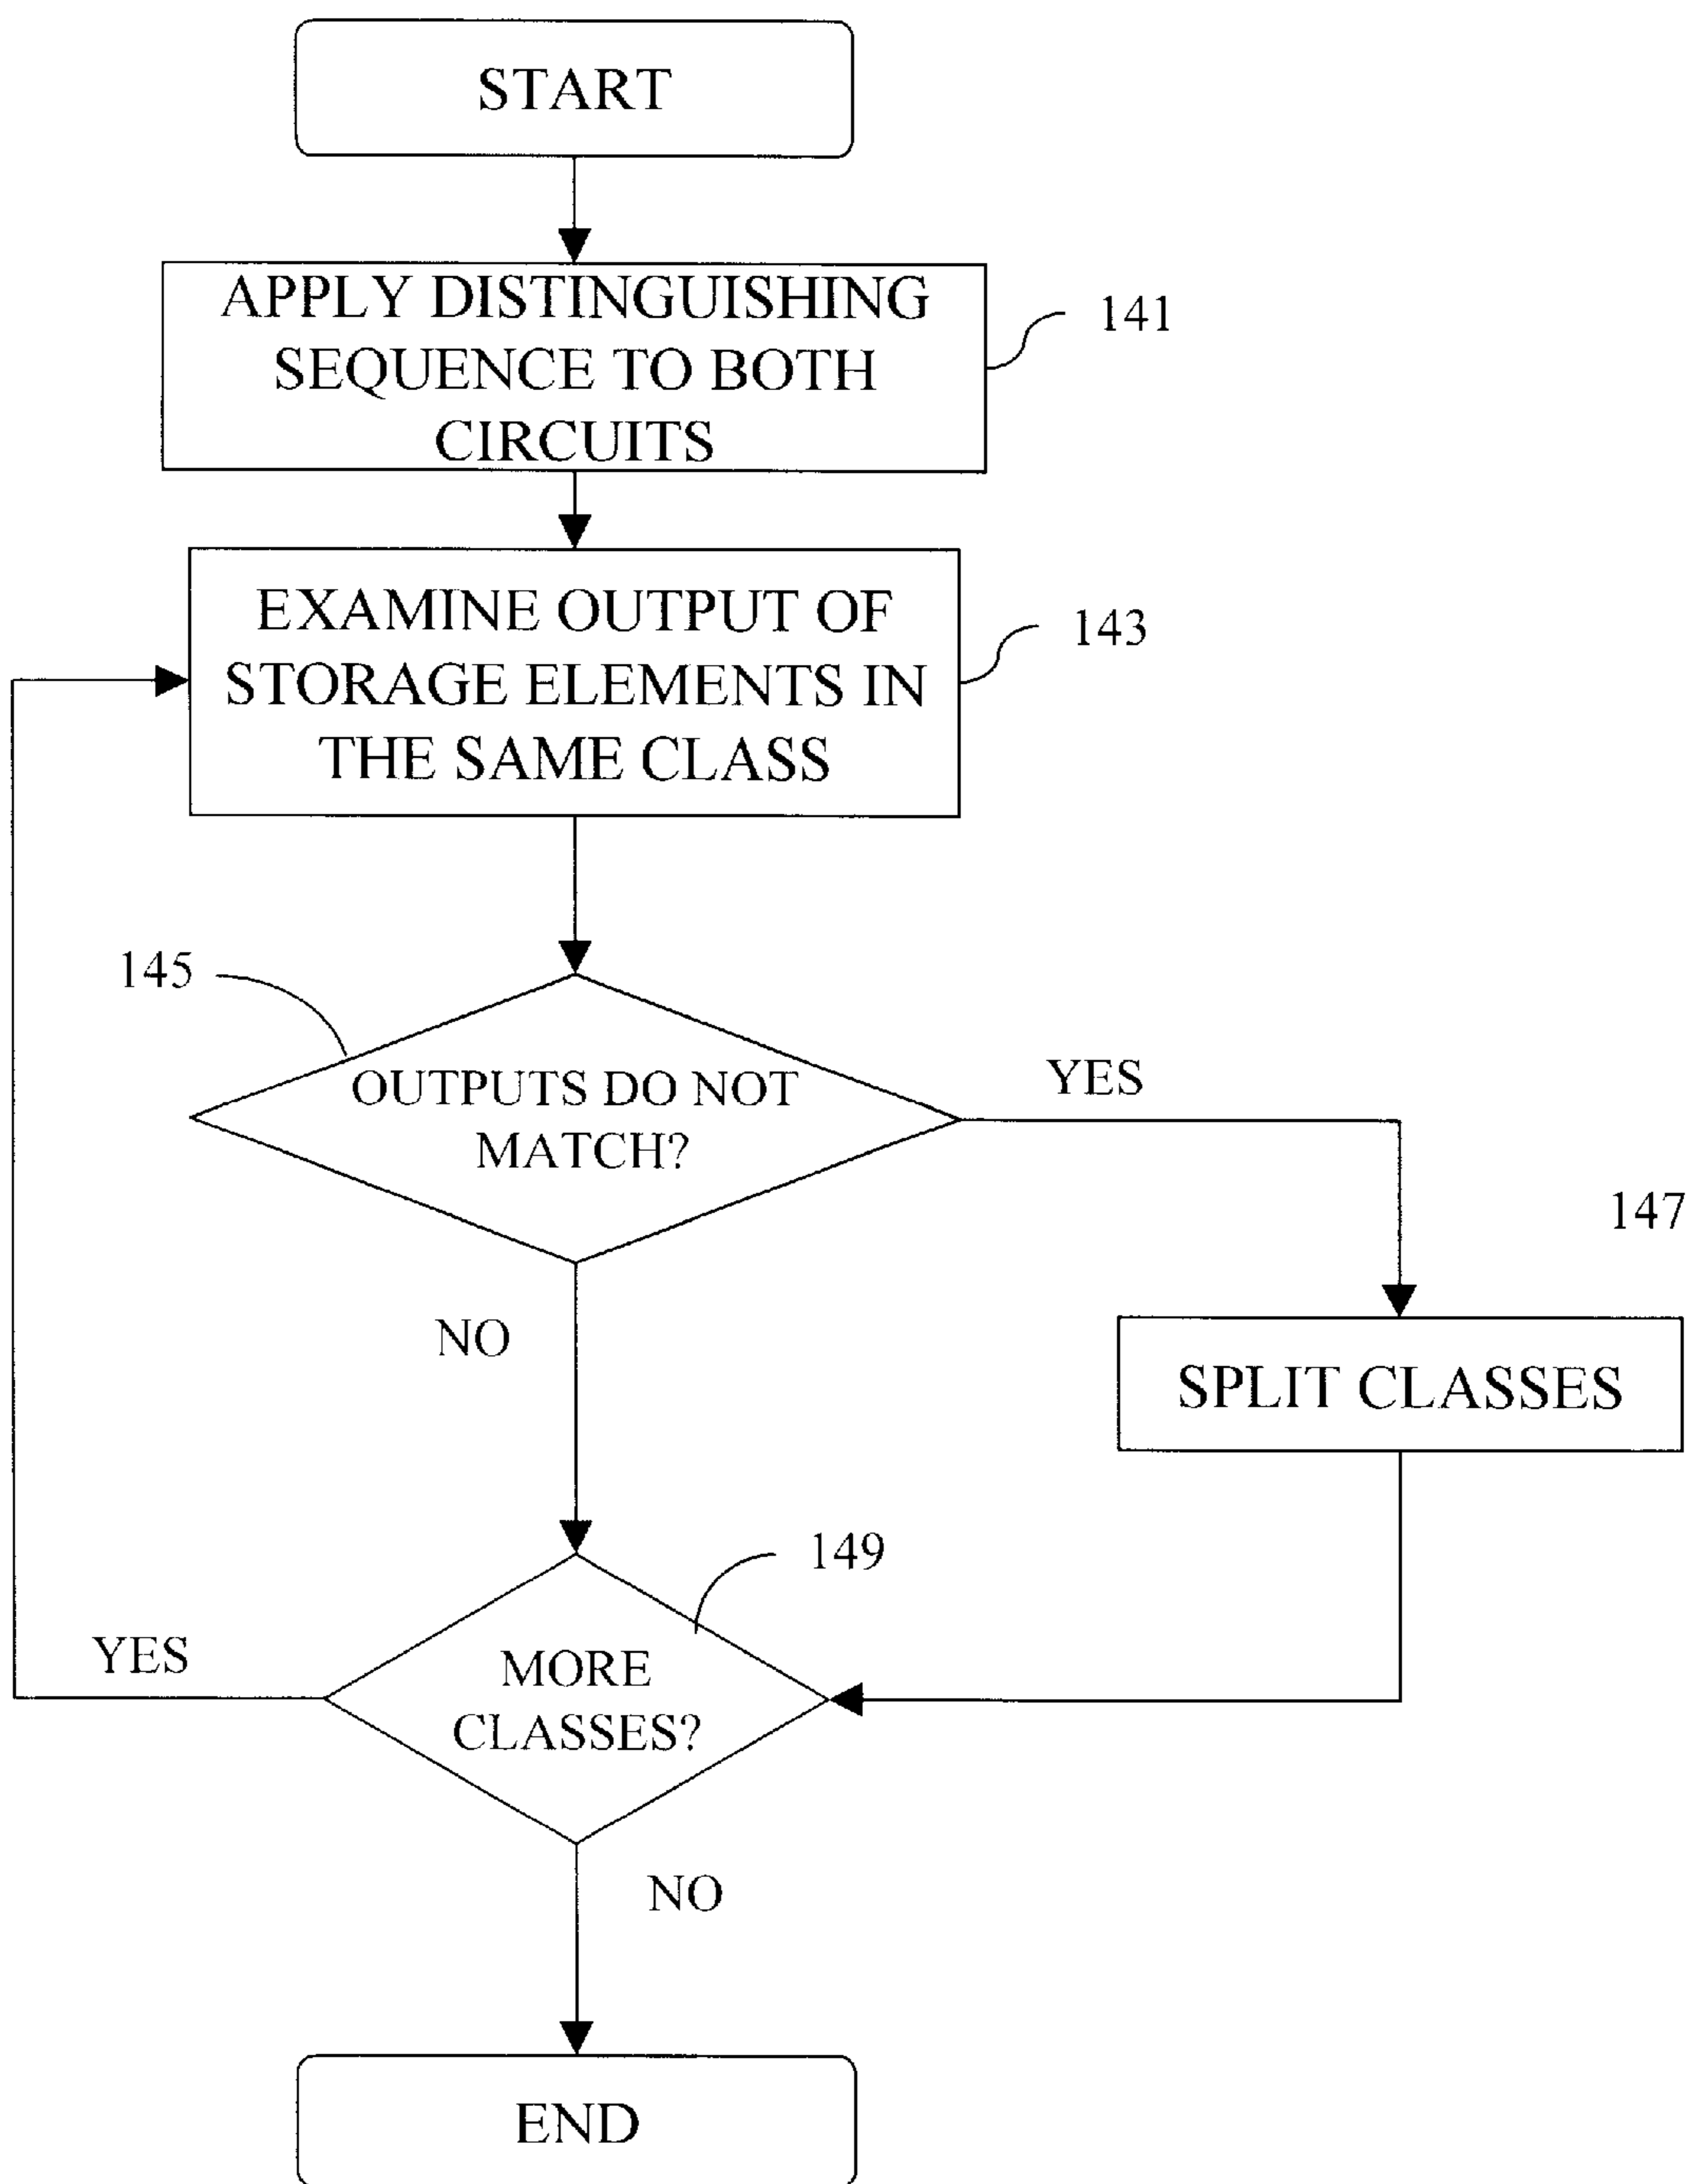 START
APPLY DISTINGUISHING
SEQUENCE TO BOTH
CIRCUITS
141
EXAMINE OUTPUT OF
STORAGE ELEMENTS IN
THE SAME CLASS
143
145
OUTPUTS DO NOT
MATCH?
YES
147
SPLIT CLASSES
NO
149
MORE
CLASSES?
YES
NO
END